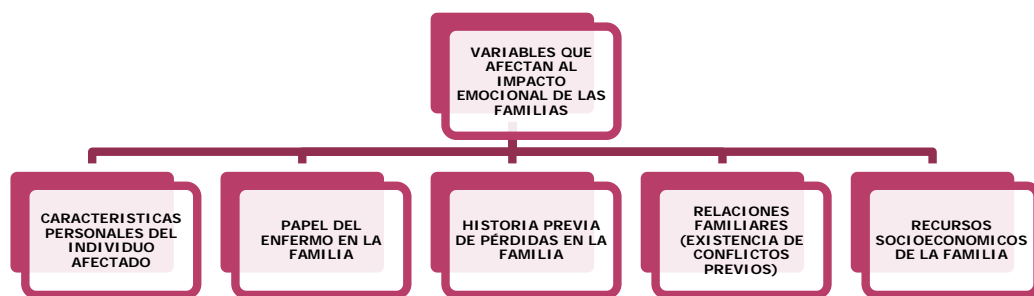 VARIABLES QUE
AFECTAN AL
IMPACTO
EMOCIONAL DE LAS
FAMILIAS
CARACTERISTICAS
PERSONALES DEL
INDIVIDUO
AFECTADO
PAPEL DEL
ENFERMO EN LA
FAMILIA
HISTORIA PREVIA
DE PÉRDIDAS EN LA
FAMILIA
RELACIONES
FAMILIARES
(EXISTENCIA DE
CONFLICTOS
PREVIOS)
RECURSOS
SOCIOECONOMICOS
DE LA FAMILIA